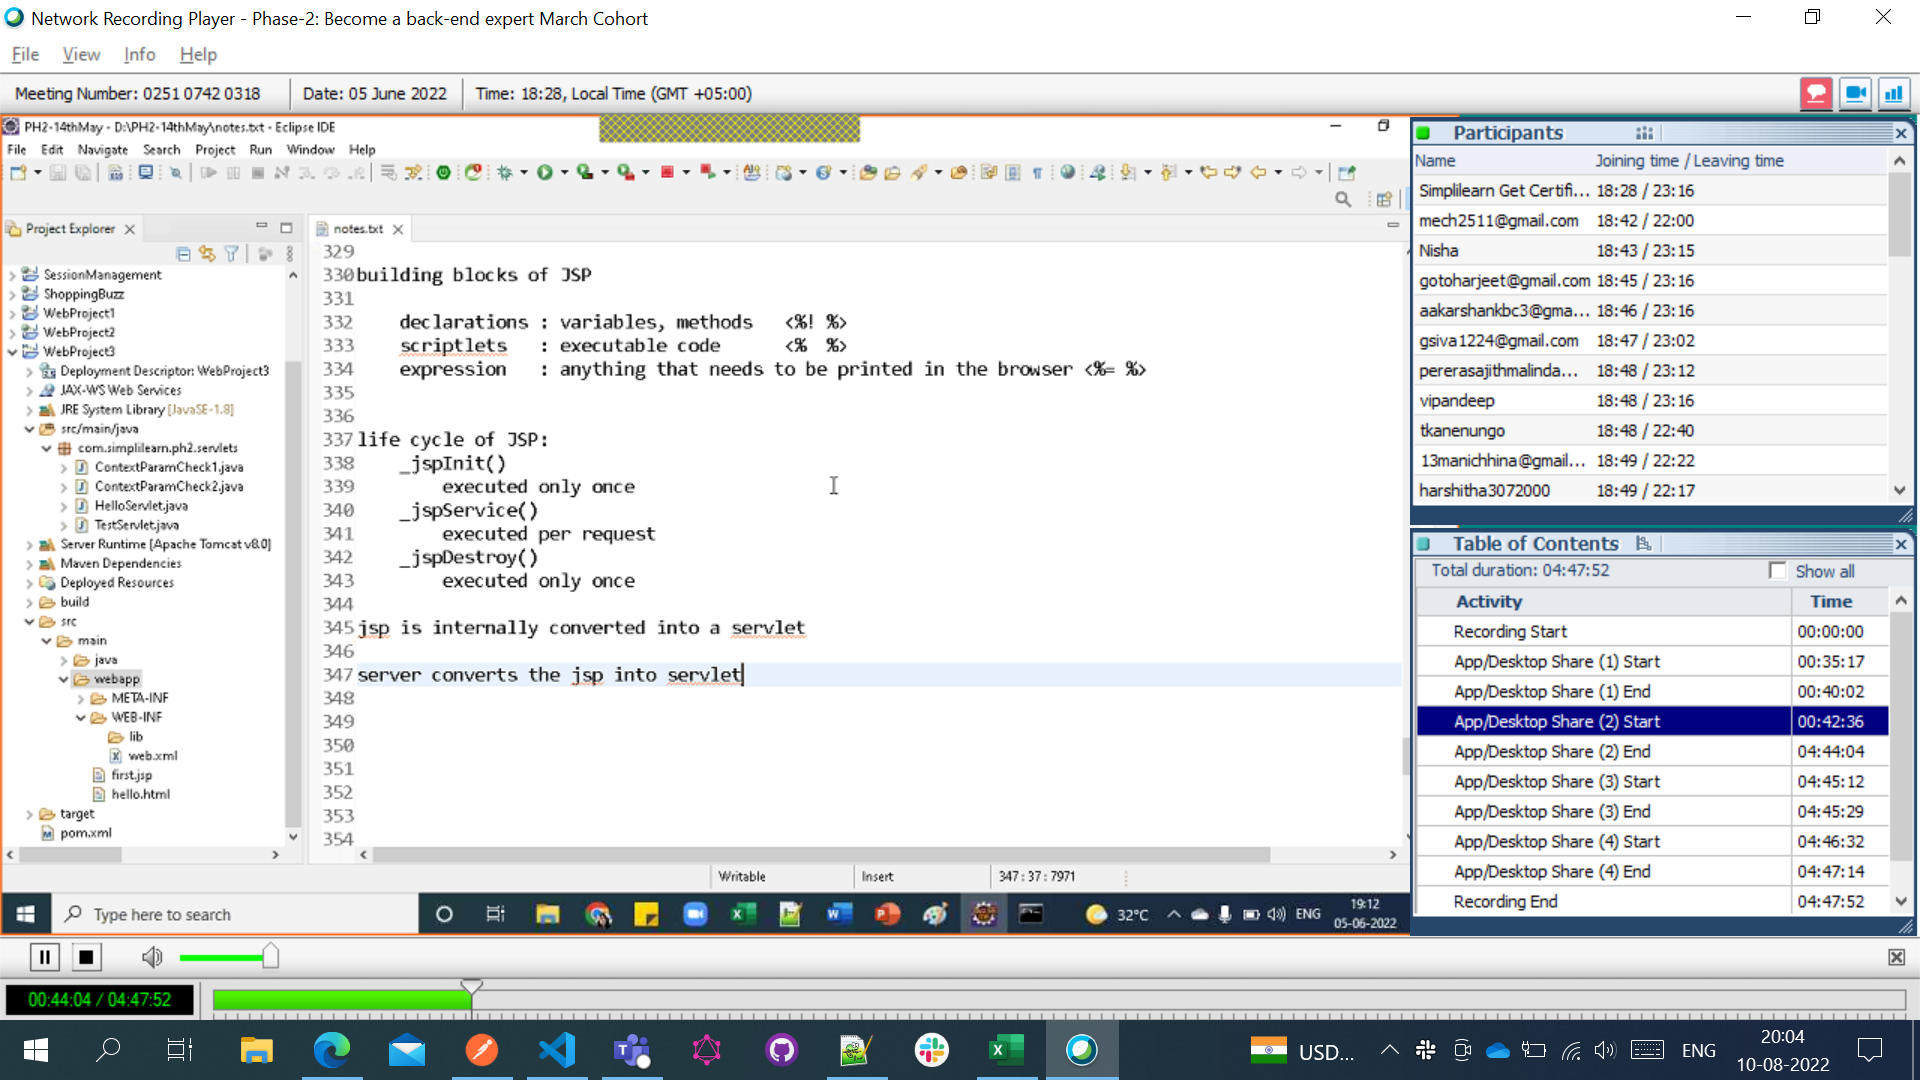 Network Recording Player - Phase-2: Become a back-end expert March Cohort
File View Info Help
Meeting Number: 0251 0742 0318 Date: 05 June 2022 Time: 18:28, Local Time (GMT +05:00)
PH2-14thMay - D:\PH2-14thMay\notes.txt - Eclipse IDE
File Edit Navigate Search Project Run Window Help
Project Explorer
SessionManagement
ShoppingBuzz
WebProject1
WebProject2
WebProject3
Deployment Descriptor: WebProject3
JAX-WS Web Services
JRE System Library [JavaSE-1.8]
src/main/java
com.simplilearn.ph2.servlets
ContextParamCheck1.java
ContextParamCheck2.java
HelloServlet.java
TestServlet.java
Server Runtime [Apache Tomcat v8.0]
Maven Dependencies
Deployed Resources
build
src
main
java
webapp
META-INF
WEB-INF
lib
web.xml
first.jsp
hello.html
target
pom.xml
notes.txt
329
330 building blocks of JSP
331
332 declarations : variables, methods <%! %>
333 scriptlets : executable code <% %>
334 expression : anything that needs to be printed in the browser <%= %>
335
336
337 life cycle of JSP:
338 _jspInit()
339 executed only once
340 _jspService()
341 executed per request
342 _jspDestroy()
343 executed only once
344
345 jsp is internally converted into a servlet
346
347 server converts the jsp into servlet
348
349
350
351
352
353
354
Writable Insert 347 : 37 : 7971
Type here to search
32°C ENG 19:12
05-06-2022
Participants
Name Joining time / Leaving time
Simplilearn Get Certifi... 18:28 / 23:16
mech2511@gmail.com 18:42 / 22:00
Nisha 18:43 / 23:15
gotoharjeet@gmail.com 18:45 / 23:16
aakarshankbc3@gma... 18:46 / 23:16
gsiva1224@gmail.com 18:47 / 23:02
pererasajithmalinda... 18:48 / 23:12
vipandeep 18:48 / 23:16
tkanenungo 18:48 / 22:40
13manichhina@gmail... 18:49 / 22:22
harshitha3072000 18:49 / 22:17
Table of Contents
Total duration: 04:47:52 Show all
Activity Time
Recording Start 00:00:00
App/Desktop Share (1) Start 00:35:17
App/Desktop Share (1) End 00:40:02
App/Desktop Share (2) Start 00:42:36
App/Desktop Share (2) End 04:44:04
App/Desktop Share (3) Start 04:45:12
App/Desktop Share (3) End 04:45:29
App/Desktop Share (4) Start 04:46:32
App/Desktop Share (4) End 04:47:14
Recording End 04:47:52
00:44:04 / 04:47:52
USD... ENG 20:04
10-08-2022